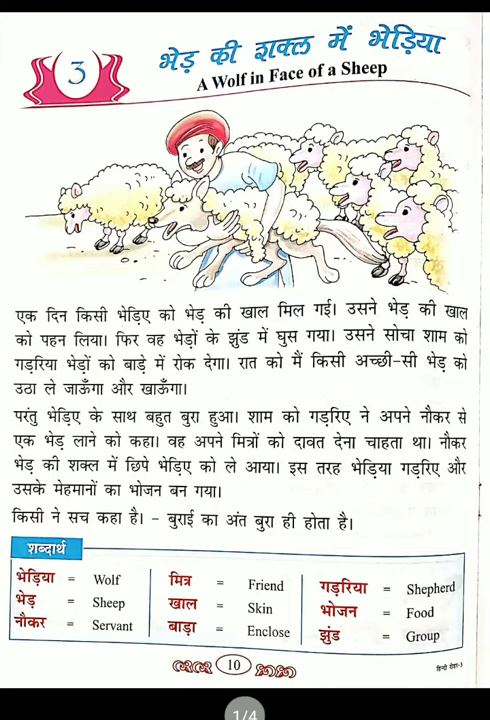 3
भेड़ की शक्ल में भेड़िया
A Wolf in Face of a Sheep
एक दिन किसी भेड़िए को भेड़ की खाल मिल गई। उसने भेड़ की खाल
को पहन लिया। फिर वह भेड़ों के झुंड में घुस गया। उसने सोचा शाम को
गड़रिया भेड़ों को बाड़े में रोक देगा। रात को मैं किसी अच्छी-सी भेड़ को
उठा ले जाऊँगा और खाऊँगा।
परंतु भेड़िए के साथ बहुत बुरा हुआ। शाम को गड़रिए ने अपने नौकर से
एक भेड़ लाने को कहा। वह अपने मित्रों को दावत देना चाहता था। नौकर
भेड़ की शक्ल में छिपे भेड़िए को ले आया। इस तरह भेड़िया गड़रिए और
उसके मेहमानों का भोजन बन गया।
किसी ने सच कहा है। - बुराई का अंत बुरा ही होता है।
शब्दार्थ
भेड़िया = Wolf मित्र = Friend गड़रिया = Shepherd
भेड़ = Sheep खाल = Skin भोजन = Food
नौकर = Servant बाड़ा = Enclose झुंड = Group
10
हिन्दी रीडर-3
1/4